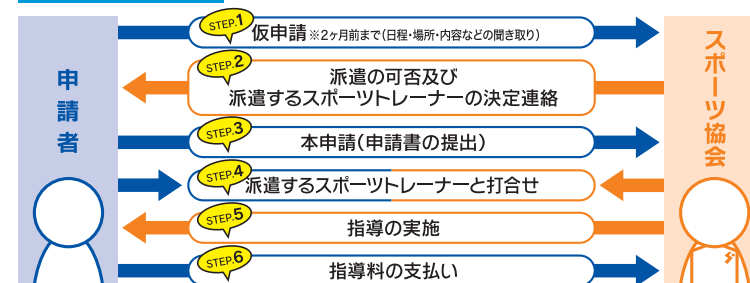 申請者
スポーツ協会
STEP.1
仮申請 ※2ヶ月前まで(日程・場所・内容などの聞き取り)
STEP.2
派遣の可否及び
派遣するスポーツトレーナーの決定連絡
STEP.3
本申請(申請書の提出)
STEP.4
派遣するスポーツトレーナーと打合せ
STEP.5
指導の実施
STEP.6
指導料の支払い